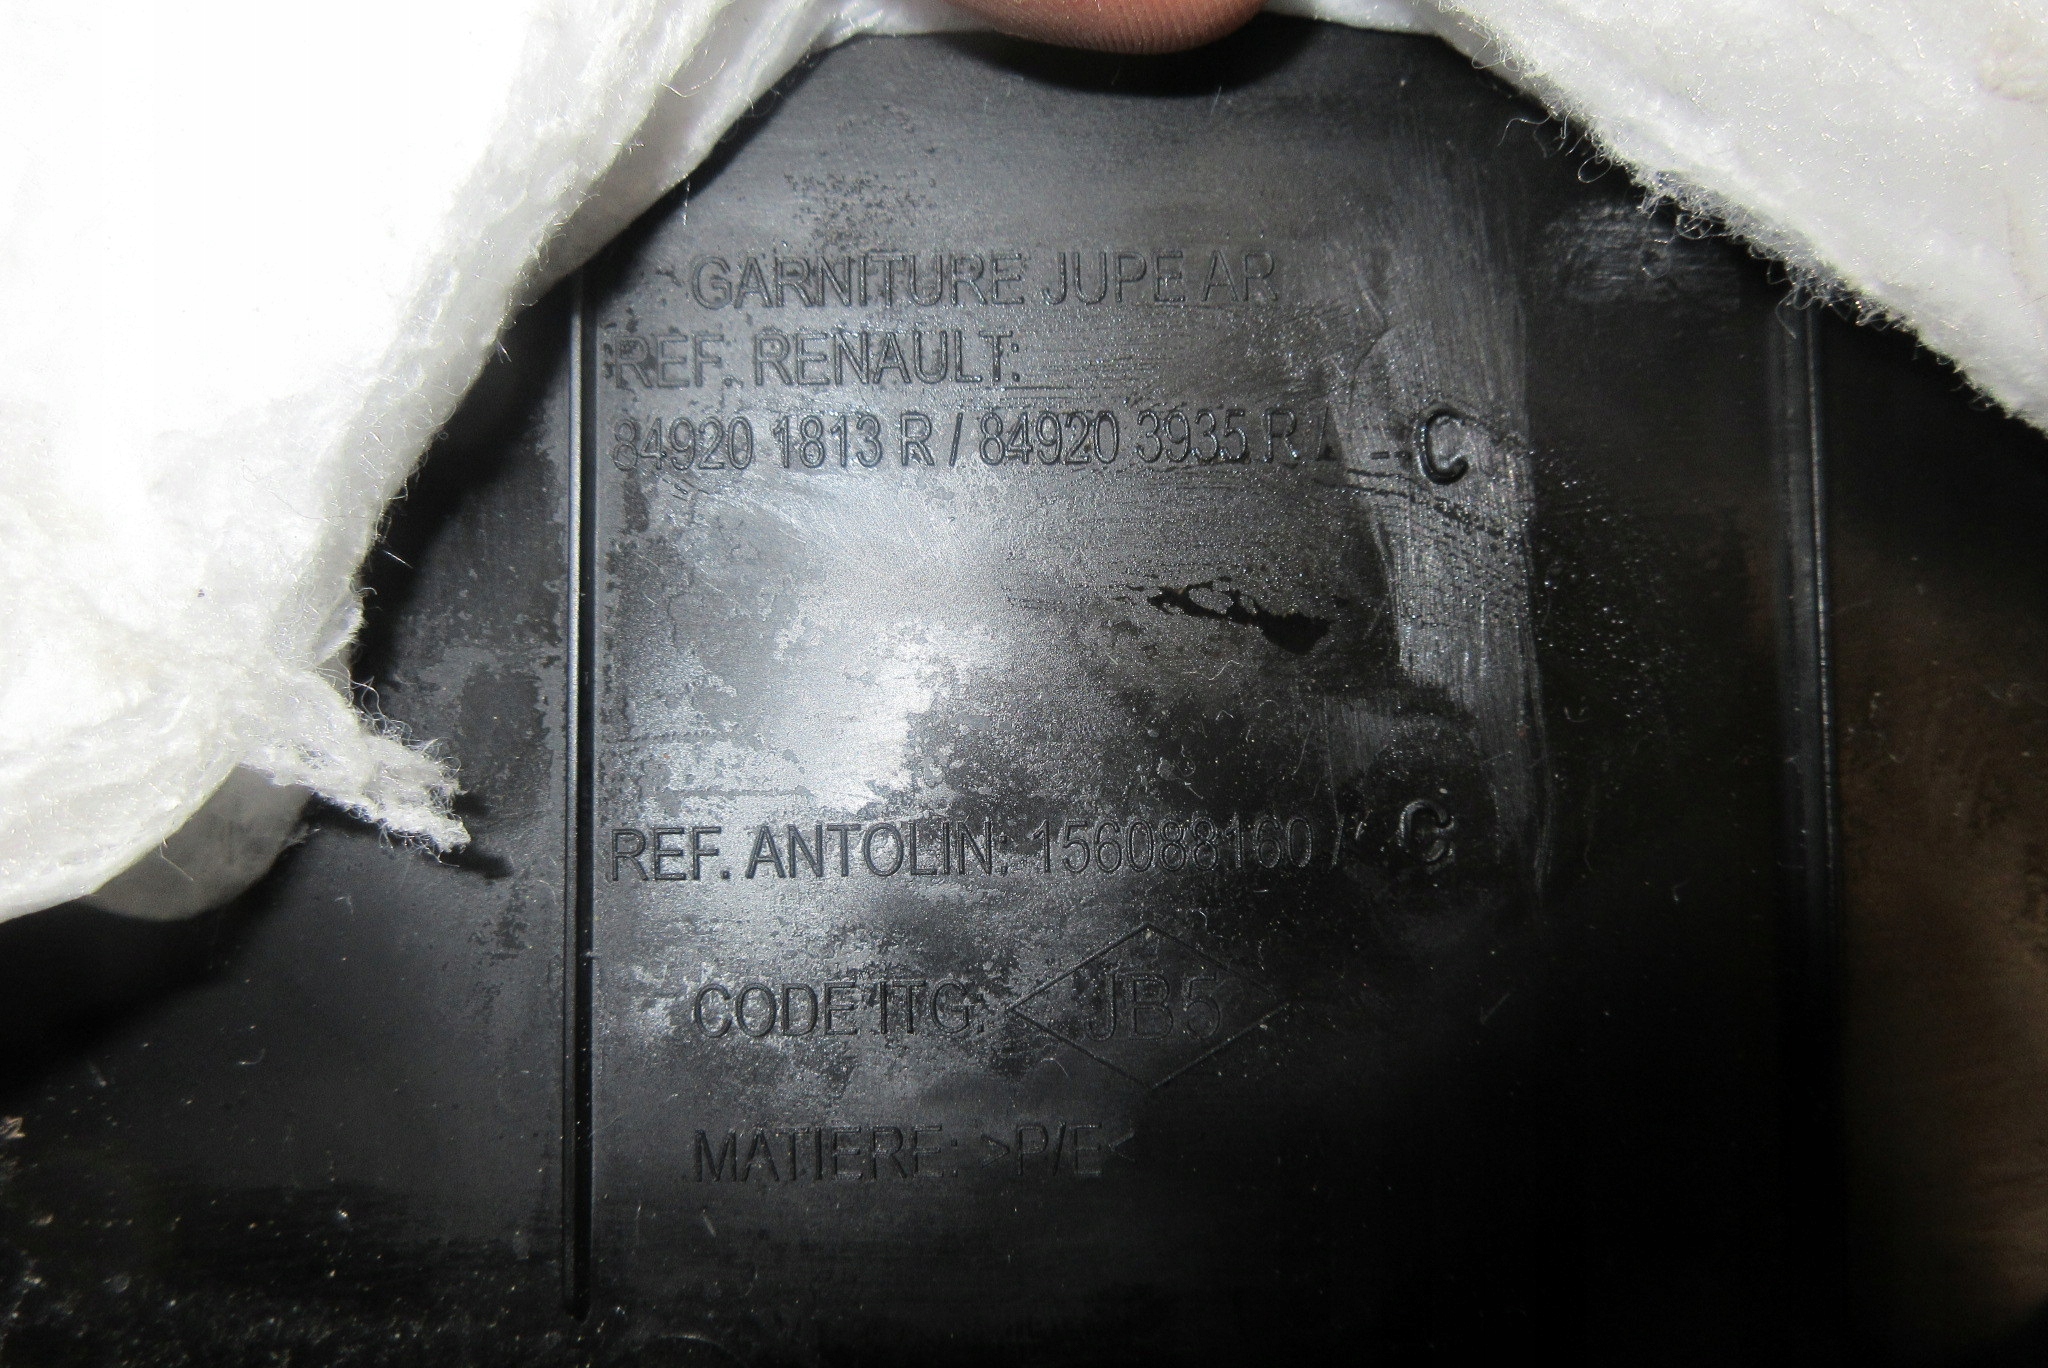 GARNITURE JUPE AR
REF. RENAULT:
84920 1813 R / 84920 3935 R / - C
REF. ANTOLIN: 156088160 / C
CODE ITG: JB5
MATIERE: >P/E<